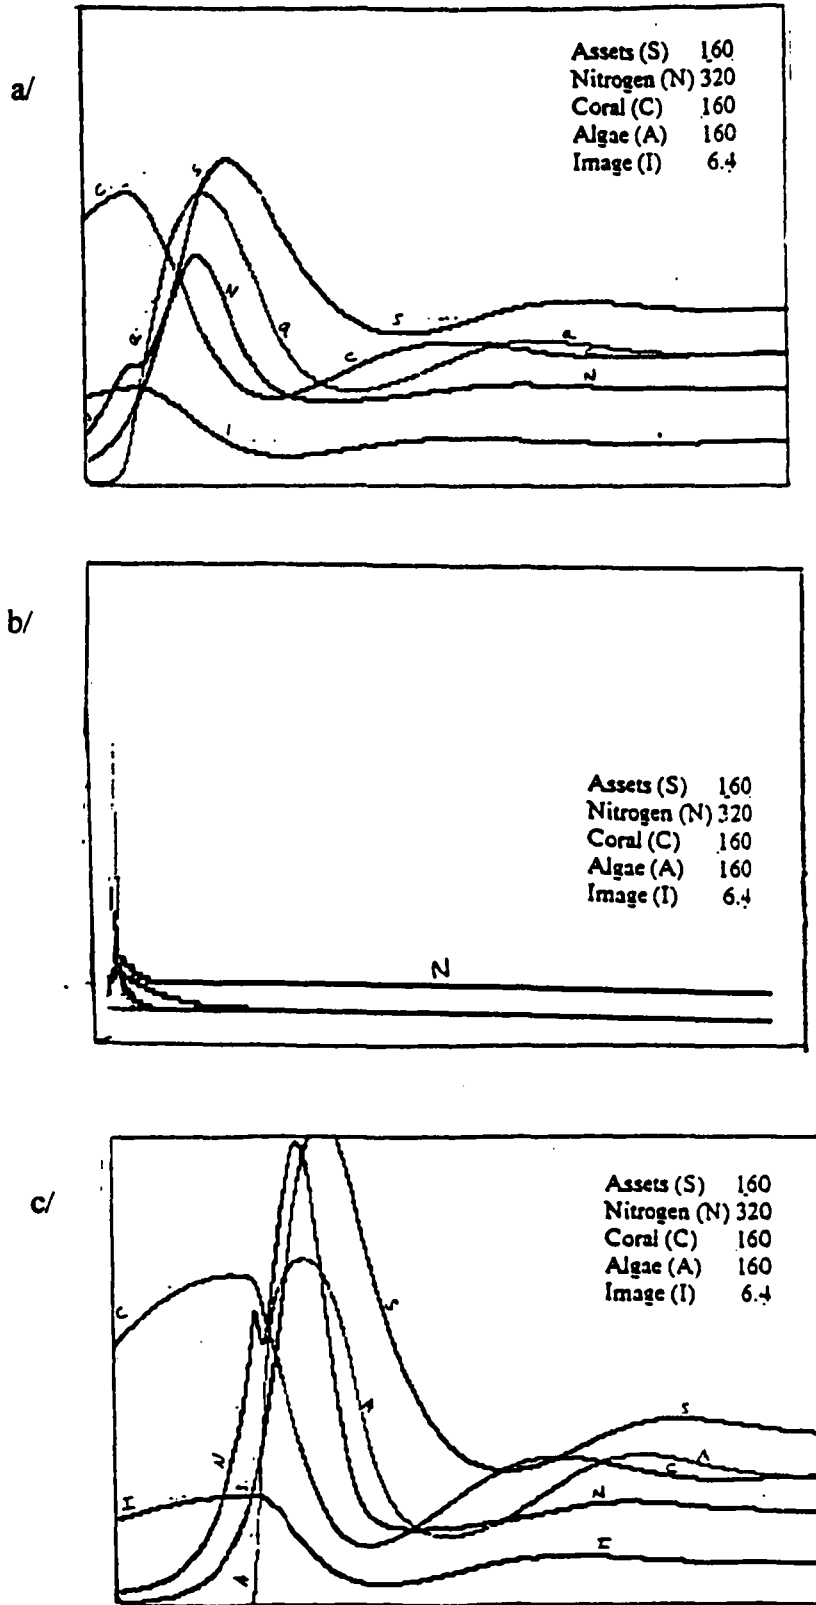 a/
Assets (S) 160
Nitrogen (N) 320
Coral (C) 160
Algae (A) 160
Image (I) 6.4
C
S
N
a
S
C
a
N
I
b/
Assets (S) 160
Nitrogen (N) 320
Coral (C) 160
Algae (A) 160
Image (I) 6.4
N
c/
Assets (S) 160
Nitrogen (N) 320
Coral (C) 160
Algae (A) 160
Image (I) 6.4
C
S
N
A
S
A
C
S
I
N
A
I